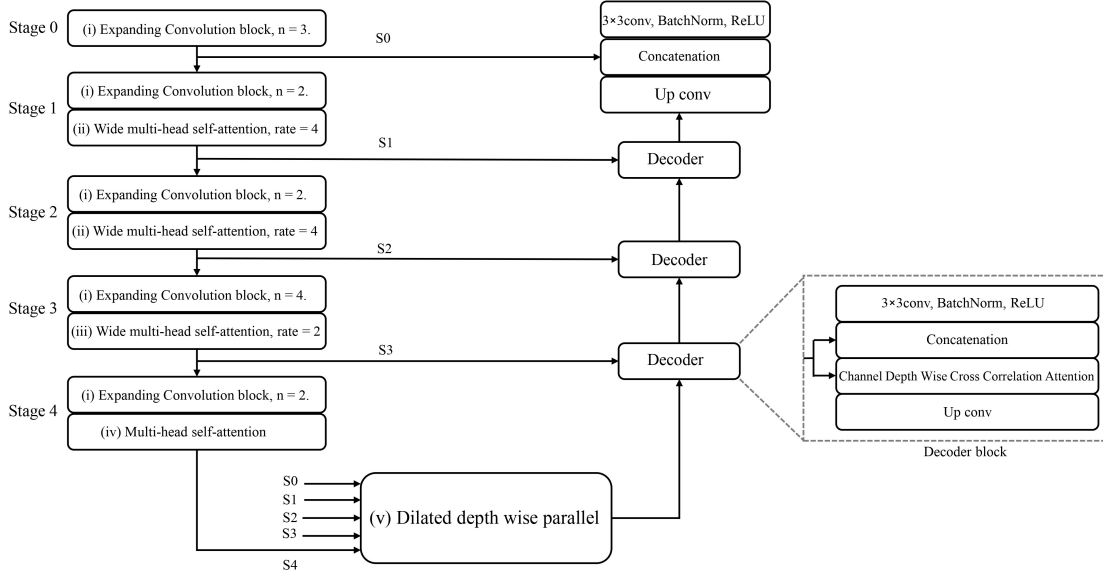 Stage 0
(i) Expanding Convolution block, n = 3.
S0
3×3conv, BatchNorm, ReLU
Concatenation
Up conv
Stage 1
(i) Expanding Convolution block, n = 2.
(ii) Wide multi-head self-attention, rate = 4
S1
Decoder
Stage 2
(i) Expanding Convolution block, n = 2.
(ii) Wide multi-head self-attention, rate = 4
S2
Decoder
Stage 3
(i) Expanding Convolution block, n = 4.
(iii) Wide multi-head self-attention, rate = 2
S3
Decoder
3×3conv, BatchNorm, ReLU
Concatenation
Channel Depth Wise Cross Correlation Attention
Up conv
Decoder block
Stage 4
(i) Expanding Convolution block, n = 2.
(iv) Multi-head self-attention
S0
S1
S2
S3
S4
(v) Dilated depth wise parallel